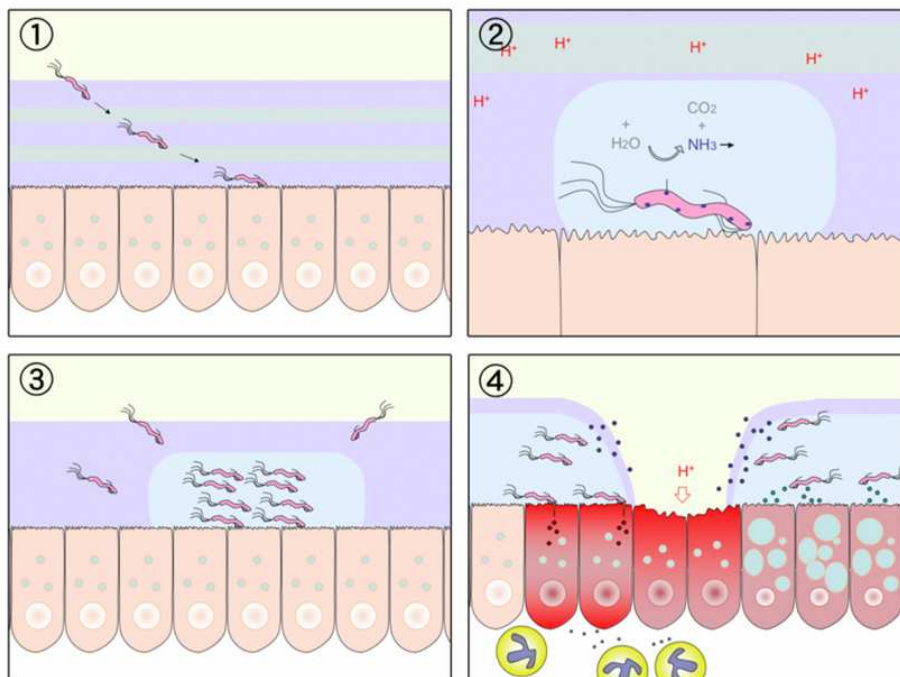 ①
②
H⁺ H⁺ H⁺ H⁺
H⁺ H⁺
CO₂
+ +
H₂O NH₃
③
④
H⁺